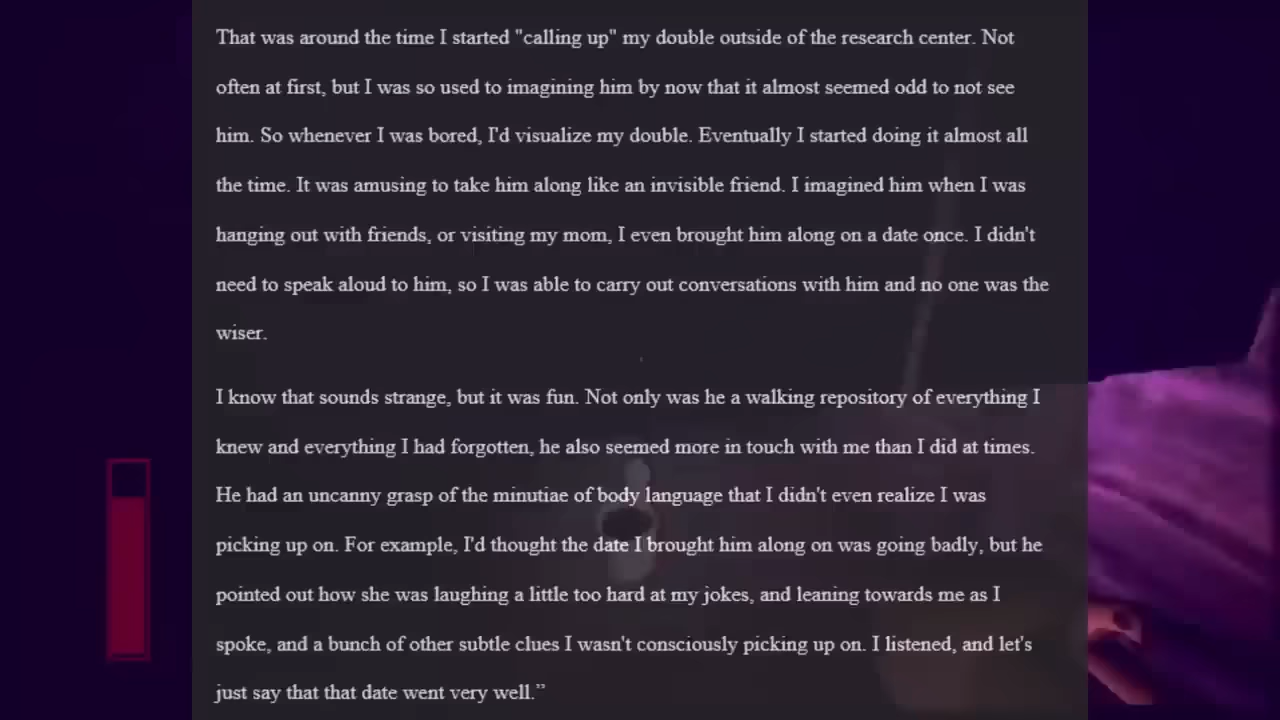 That was around the time I started "calling up" my double outside of the research center. Not
often at first, but I was so used to imagining him by now that it almost seemed odd to not see
him. So whenever I was bored, I'd visualize my double. Eventually I started doing it almost all
the time. It was amusing to take him along like an invisible friend. I imagined him when I was
hanging out with friends, or visiting my mom, I even brought him along on a date once. I didn't
need to speak aloud to him, so I was able to carry out conversations with him and no one was the
wiser.
I know that sounds strange, but it was fun. Not only was he a walking repository of everything I
knew and everything I had forgotten, he also seemed more in touch with me than I did at times.
He had an uncanny grasp of the minutiae of body language that I didn't even realize I was
picking up on. For example, I'd thought the date I brought him along on was going badly, but he
pointed out how she was laughing a little too hard at my jokes, and leaning towards me as I
spoke, and a bunch of other subtle clues I wasn't consciously picking up on. I listened, and let's
just say that that date went very well.”